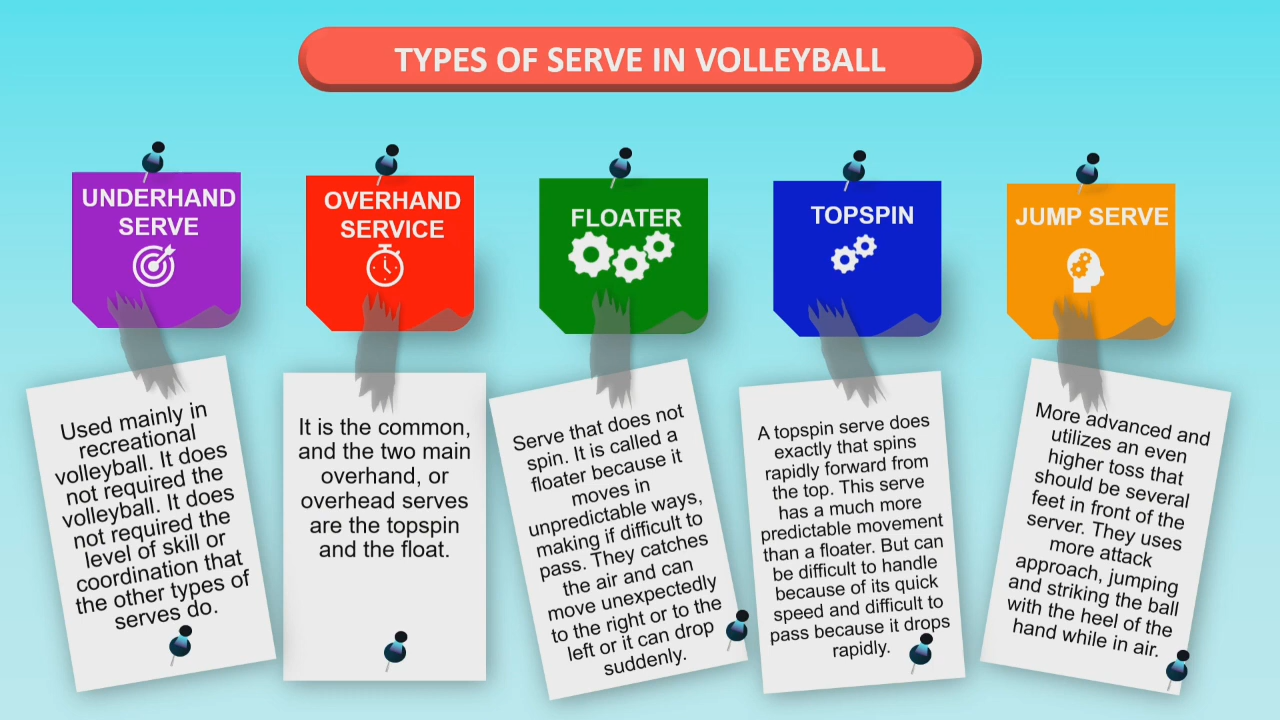 TYPES OF SERVE IN VOLLEYBALL
UNDERHAND
SERVE
Used mainly in
recreational
volleyball. It does
not required the
volleyball. It does
not required the
level of skill or
coordination that
the other types of
serves do.
OVERHAND
SERVICE
It is the common,
and the two main
overhand, or
overhead serves
are the topspin
and the float.
FLOATER
Serve that does not
spin. It is called a
floater because it
moves in
unpredictable ways,
making if difficult to
pass. They catches
the air and can
move unexpectedly
to the right or to the
left or it can drop
suddenly.
TOPSPIN
A topspin serve does
exactly that spins
rapidly forward from
the top. This serve
has a much more
predictable movement
than a floater. But can
be difficult to handle
because of its quick
speed and difficult to
pass because it drops
rapidly.
JUMP SERVE
More advanced and
utilizes an even
higher toss that
should be several
feet in front of the
server. They uses
more attack
approach, jumping
and striking the ball
with the heel of the
hand while in air.